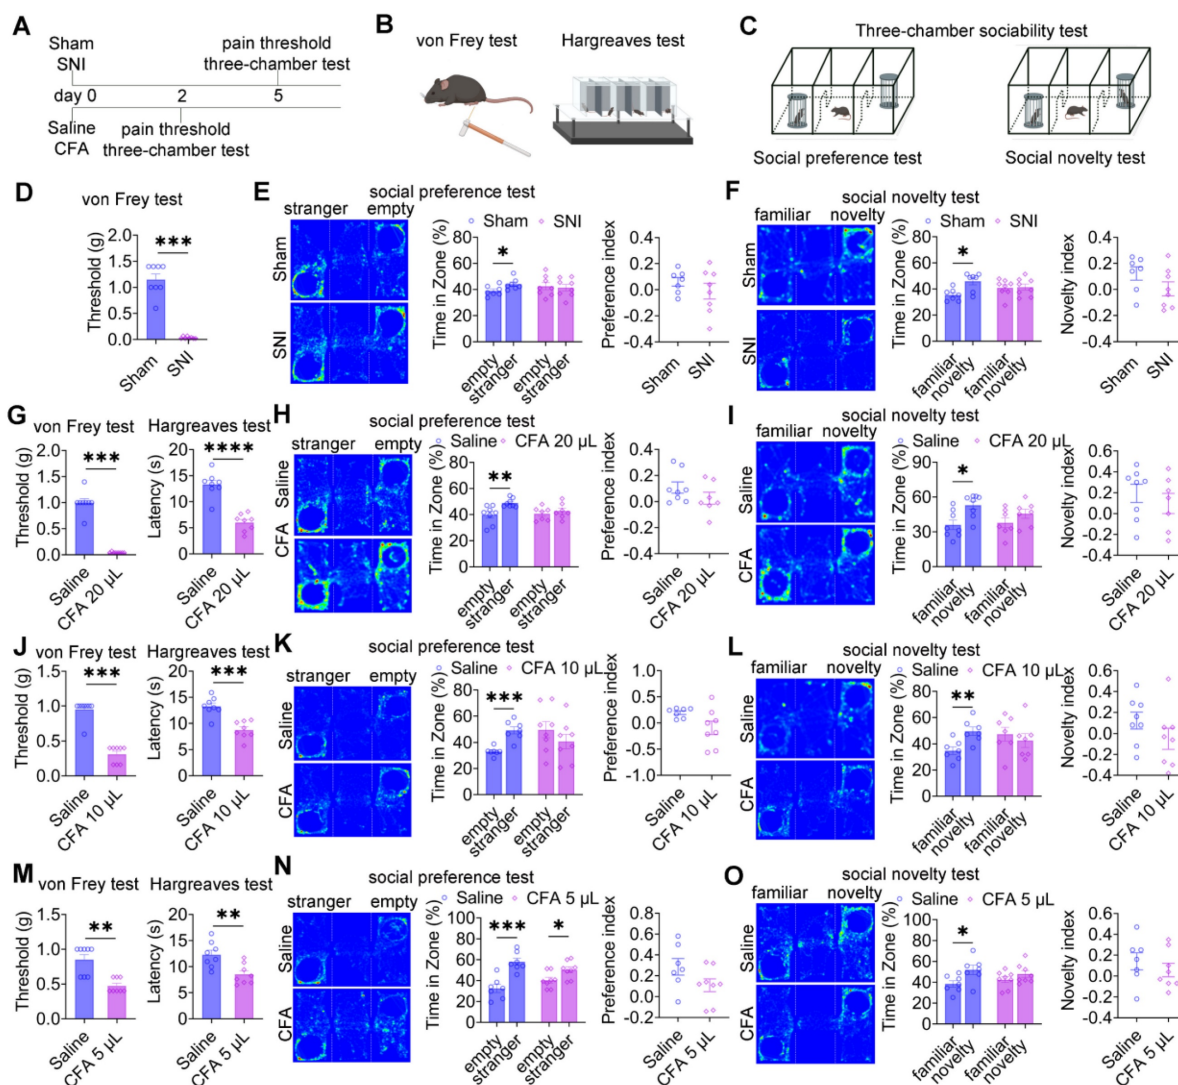 A
Sham
SNI
pain threshold
three-chamber test
day 0
2
5
Saline
CFA
pain threshold
three-chamber test
B
von Frey test
Hargreaves test
C
Three-chamber sociability test
Social preference test
Social novelty test
D
von Frey test
Threshold (g)
2.0
1.5
1.0
0.5
0.0
***
Sham
SNI
E
social preference test
stranger
empty
Sham
SNI
Sham
SNI
Time in Zone (%)
80
60
40
20
0
*
empty
stranger
empty
stranger
Preference index
0.4
0.2
0.0
-0.2
-0.4
Sham
SNI
F
social novelty test
familiar
novelty
Sham
SNI
Sham
SNI
Time in Zone (%)
100
80
60
40
20
0
*
familiar
novelty
familiar
novelty
Novelty index
0.4
0.2
0.0
-0.2
-0.4
Sham
SNI
G
von Frey test
Threshold (g)
2.0
1.5
1.0
0.5
0.0
***
Saline
CFA 20 µL
Hargreaves test
Latency (s)
20
15
10
5
0
****
Saline
CFA 20 µL
H
social preference test
stranger
empty
Saline
CFA
Saline
CFA 20 µL
Time in Zone (%)
80
60
40
20
0
**
empty
stranger
empty
stranger
Preference index
0.4
0.2
0.0
-0.2
-0.4
Saline
CFA 20 µL
I
social novelty test
familiar
novelty
Saline
CFA
Saline
CFA 20 µL
Time in Zone (%)
100
80
60
40
20
0
*
familiar
novelty
familiar
novelty
Novelty index
0.6
0.4
0.2
0.0
-0.2
-0.4
Saline
CFA 20 µL
J
von Frey test
Threshold (g)
1.5
1.0
0.5
0.0
***
Saline
CFA 10 µL
Hargreaves test
Latency (s)
20
15
10
5
0
***
Saline
CFA 10 µL
K
social preference test
stranger
empty
Saline
CFA
Saline
CFA 10 µL
Time in Zone (%)
80
60
40
20
0
***
empty
stranger
empty
stranger
Preference index
1.0
0.5
0.0
-0.5
-1.0
Saline
CFA 10 µL
L
social novelty test
familiar
novelty
Saline
CFA
Saline
CFA 10 µL
Time in Zone (%)
100
80
60
40
20
0
**
familiar
novelty
familiar
novelty
Novelty index
0.6
0.4
0.2
0.0
-0.2
-0.4
Saline
CFA 10 µL
M
von Frey test
Threshold (g)
1.5
1.0
0.5
0.0
**
Saline
CFA 5 µL
Hargreaves test
Latency (s)
20
15
10
5
0
**
Saline
CFA 5 µL
N
social preference test
stranger
empty
Saline
CFA
Saline
CFA 5 µL
Time in Zone (%)
100
80
60
40
20
0
***
*
empty
stranger
empty
stranger
Preference index
0.8
0.6
0.4
0.2
0.0
-0.2
Saline
CFA 5 µL
O
social novelty test
familiar
novelty
Saline
CFA
Saline
CFA 5 µL
Time in Zone (%)
100
80
60
40
20
0
*
familiar
novelty
familiar
novelty
Novelty index
0.6
0.4
0.2
0.0
-0.2
-0.4
Saline
CFA 5 µL